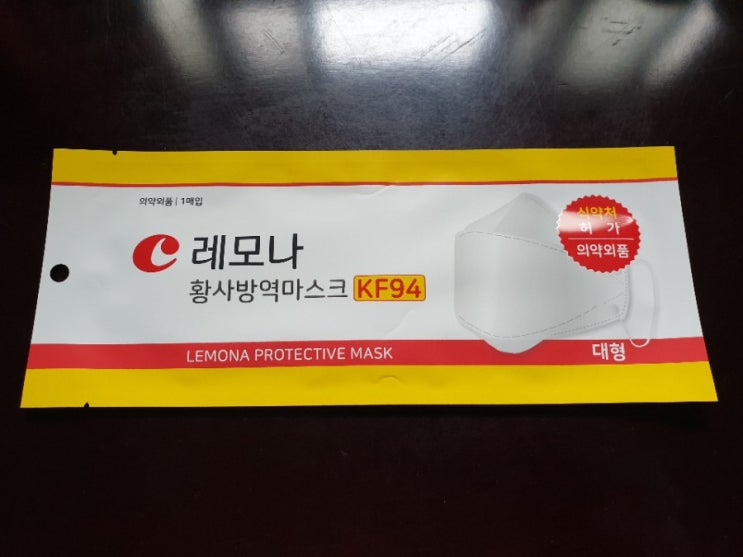 의약외품 | 1매입
레모나
황사방역마스크 KF94
식약처
허 가
의약외품
LEMONA PROTECTIVE MASK
대형